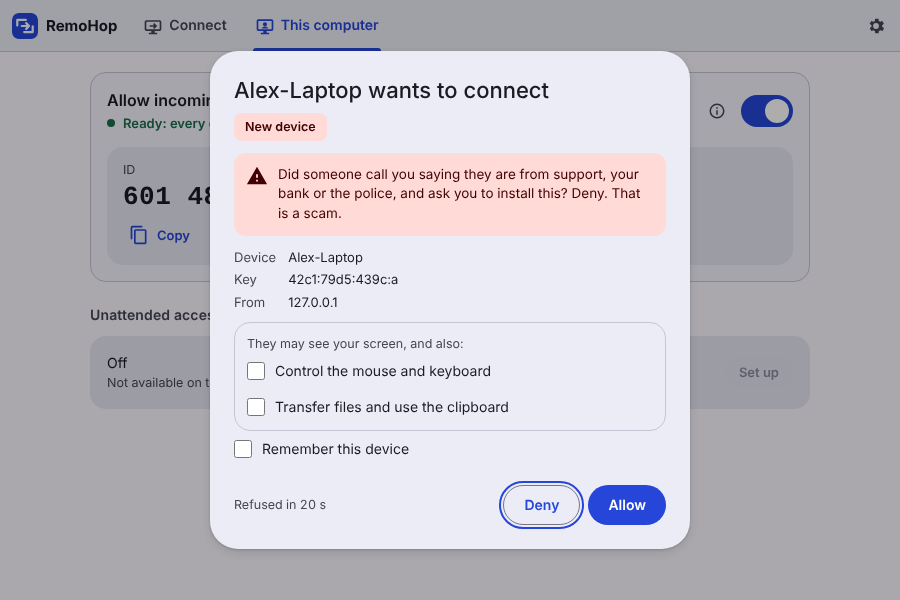 RemoHop
Connect
This computer
Alex-Laptop wants to connect
New device
Did someone call you saying they are from support, your
bank or the police, and ask you to install this? Deny. That
is a scam.
Device Alex-Laptop
Key 42c1:79d5:439c:a
From 127.0.0.1
They may see your screen, and also:
Control the mouse and keyboard
Transfer files and use the clipboard
Remember this device
Refused in 20 s
Deny
Allow
Allow
Ready: every
ID
601
Copy
Unattended
Off
Not available on
Set up